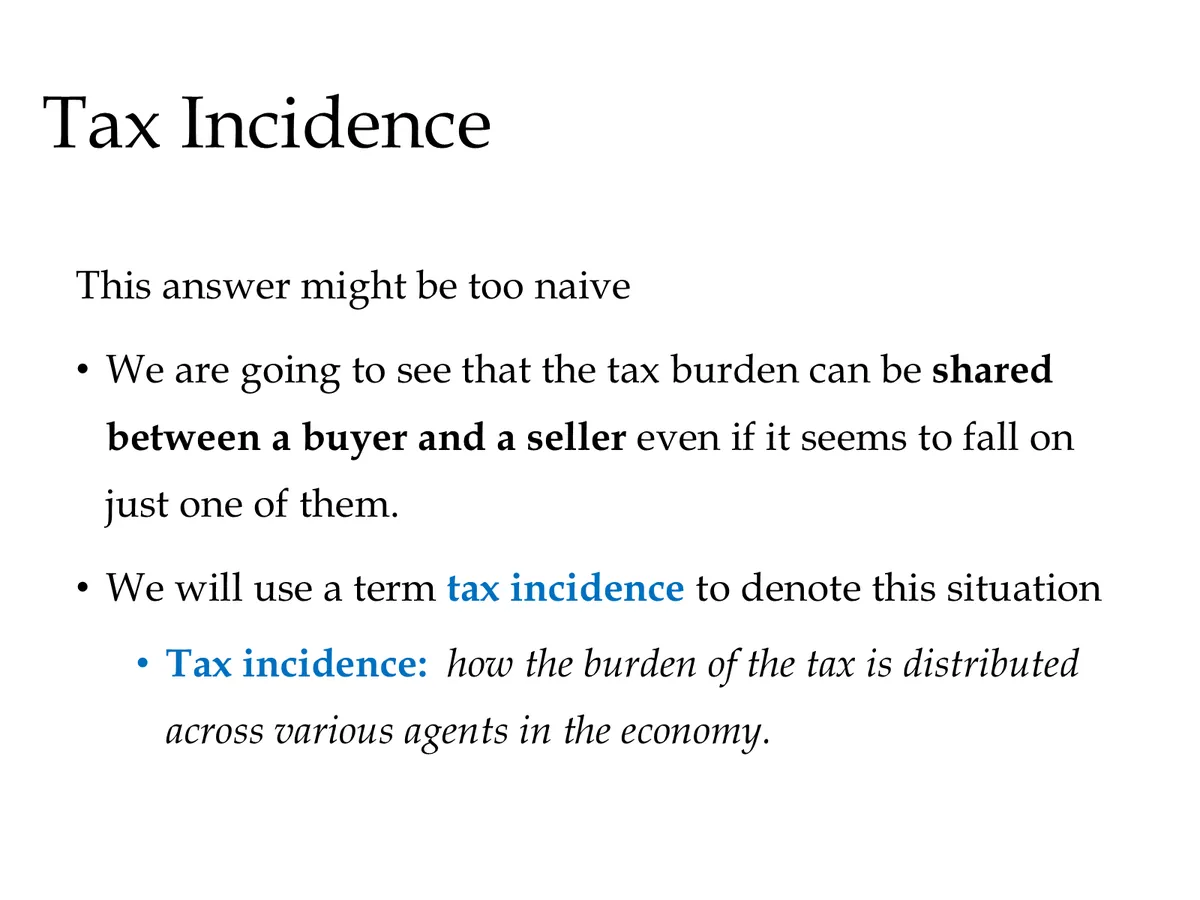 Tax Incidence
This answer might be too naive
• We are going to see that the tax burden can be shared
between a buyer and a seller even if it seems to fall on
just one of them.
• We will use a term tax incidence to denote this situation
• Tax incidence: how the burden of the tax is distributed
across various agents in the economy.